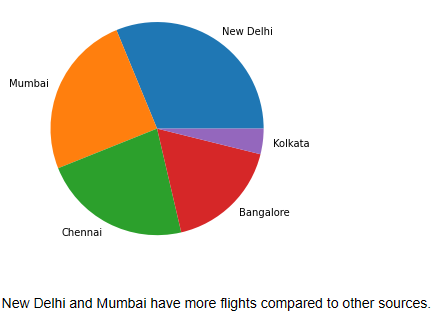 New Delhi
Mumbai
Kolkata
Bangalore
Chennai
New Delhi and Mumbai have more flights compared to other sources.